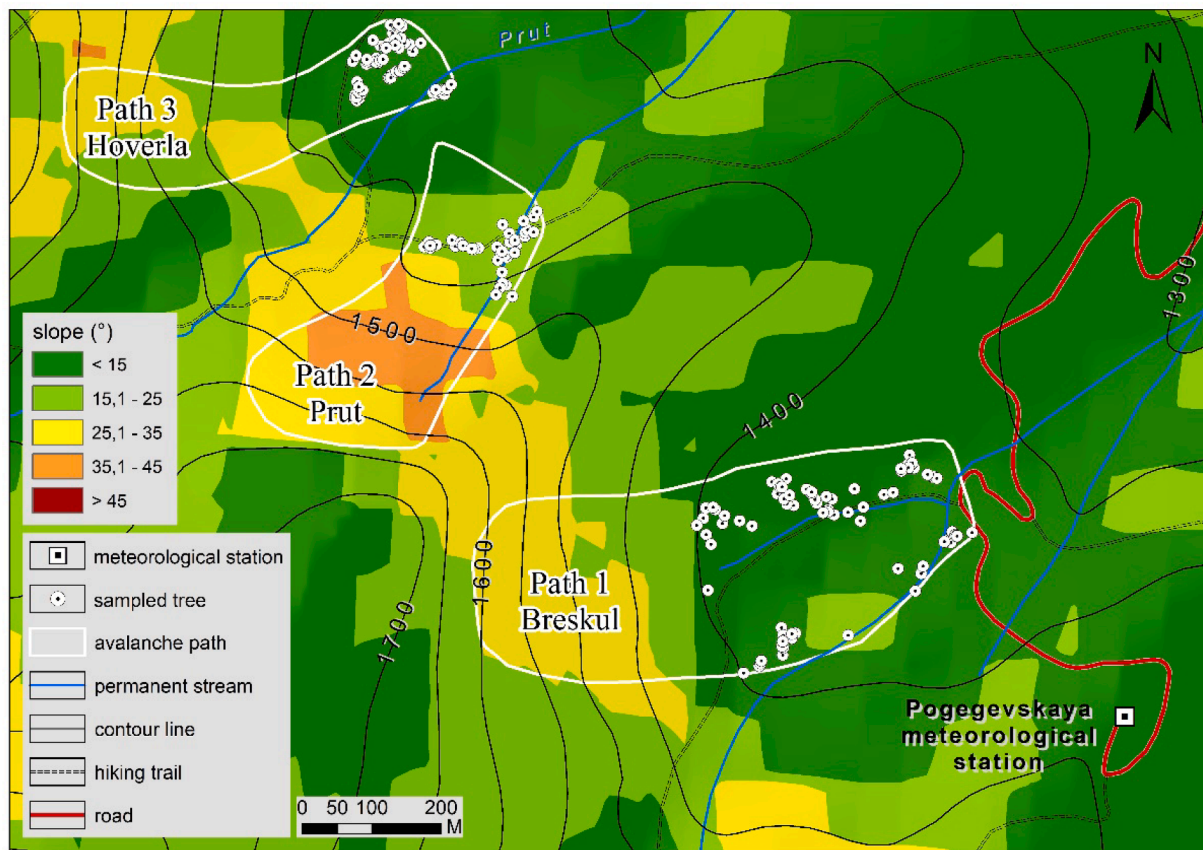 Prut
N
Path 3
Hoverla
1300
1500
slope (°)
< 15
15,1 - 25
25,1 - 35
35,1 - 45
> 45
Path 2
Prut
1400
1600
Path 1
Breskul
1700
meteorological station
sampled tree
avalanche path
permanent stream
contour line
hiking trail
road
Pogegevskaya
meteorological
station
0 50 100 200
M